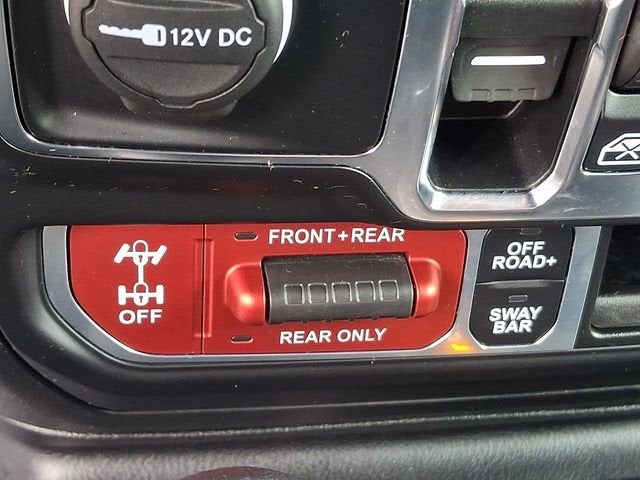 12V DC
FRONT+REAR
OFF
REAR ONLY
OFF
ROAD+
SWAY
BAR